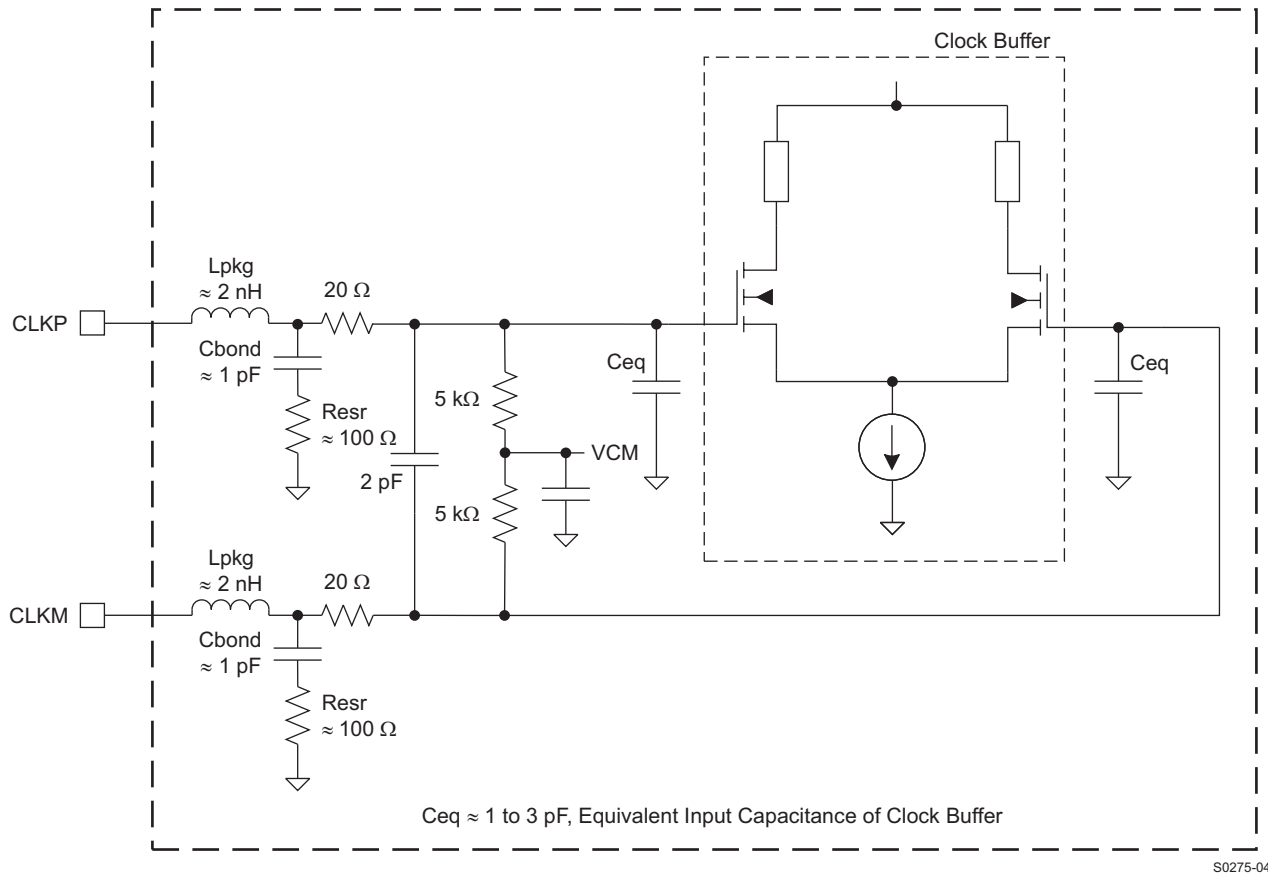 Clock Buffer
Lpkg
≈ 2 nH
20 Ω
CLKP
Cbond
≈ 1 pF
Resr
≈ 100 Ω
2 pF
5 kΩ
VCM
5 kΩ
Ceq
Ceq
Lpkg
≈ 2 nH
20 Ω
CLKM
Cbond
≈ 1 pF
Resr
≈ 100 Ω
Ceq ≈ 1 to 3 pF, Equivalent Input Capacitance of Clock Buffer
S0275-04